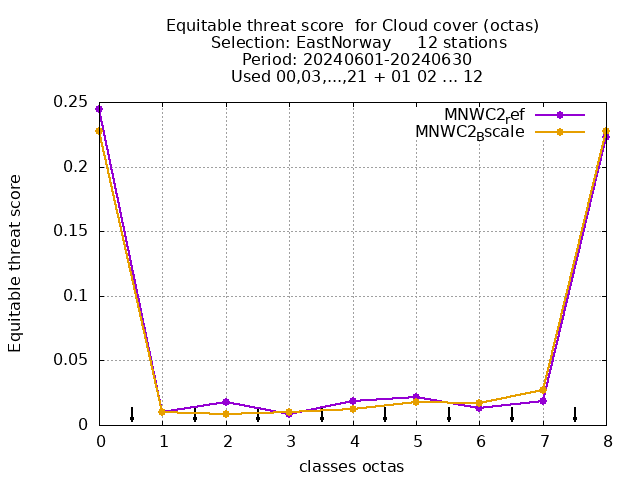 Equitable threat score  for Cloud cover (octas)
Selection: EastNorway     12 stations
Period: 20240601-20240630
Used 00,03,...,21 + 01 02 ... 12
MNWC2ref
MNWC2Bscale
0.25
0.2
0.15
0.1
0.05
0
Equitable threat score
0 1 2 3 4 5 6 7 8
classes octas